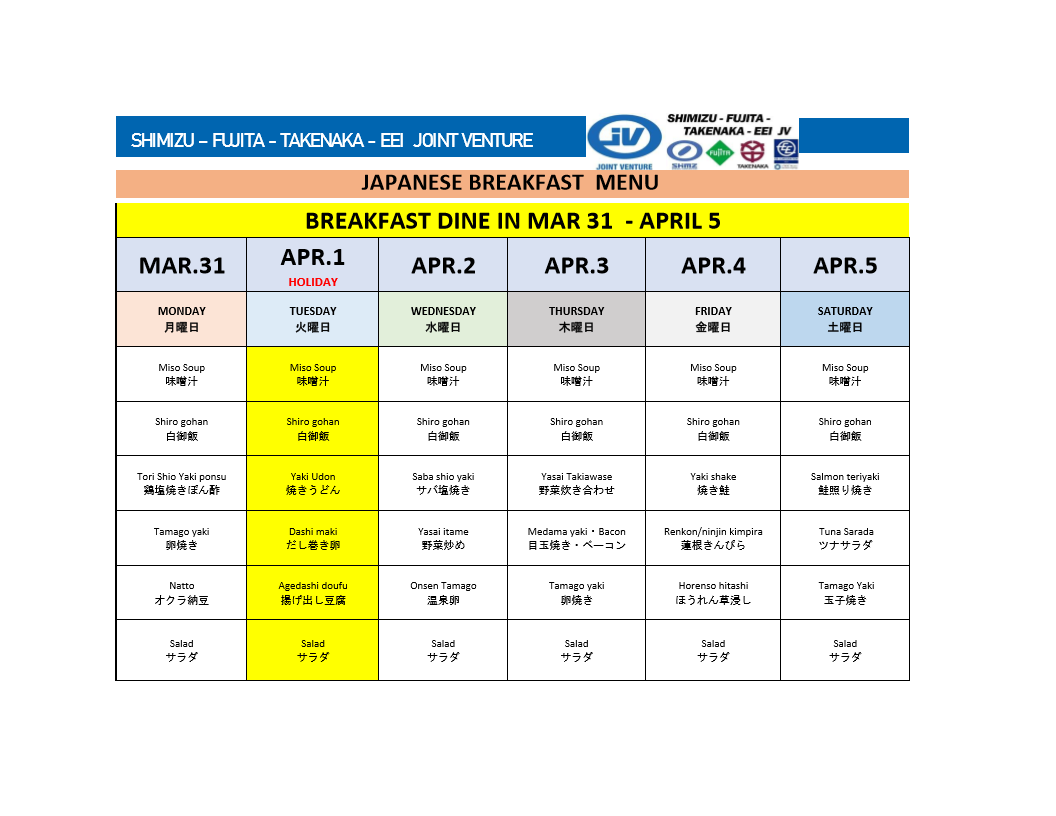 SHIMIZU – FUJITA - TAKENAKA - EEI JOINT VENTURE
JV
JOINT VENTURE
SHIMIZU - FUJITA -
TAKENAKA - EEI JV
SHMZ
FUJITA
TAKENAKA
JAPANESE BREAKFAST MENU
BREAKFAST DINE IN MAR 31 - APRIL 5
MAR.31
APR.1
HOLIDAY
APR.2
APR.3
APR.4
APR.5
MONDAY
月曜日
TUESDAY
火曜日
WEDNESDAY
水曜日
THURSDAY
木曜日
FRIDAY
金曜日
SATURDAY
土曜日
Miso Soup
味噌汁
Miso Soup
味噌汁
Miso Soup
味噌汁
Miso Soup
味噌汁
Miso Soup
味噌汁
Miso Soup
味噌汁
Shiro gohan
白御飯
Shiro gohan
白御飯
Shiro gohan
白御飯
Shiro gohan
白御飯
Shiro gohan
白御飯
Shiro gohan
白御飯
Tori Shio Yaki ponsu
鶏塩焼きぽん酢
Yaki Udon
焼きうどん
Saba shio yaki
サバ塩焼き
Yasai Takiawase
野菜炊き合わせ
Yaki shake
焼き鮭
Salmon teriyaki
鮭照り焼き
Tamago yaki
卵焼き
Dashi maki
だし巻き卵
Yasai itame
野菜炒め
Medama yaki・Bacon
目玉焼き・ベーコン
Renkon/ninjin kimpira
蓮根きんぴら
Tuna Sarada
ツナサラダ
Natto
オクラ納豆
Agedashi doufu
揚げ出し豆腐
Onsen Tamago
温泉卵
Tamago yaki
卵焼き
Horenso hitashi
ほうれん草浸し
Tamago Yaki
玉子焼き
Salad
サラダ
Salad
サラダ
Salad
サラダ
Salad
サラダ
Salad
サラダ
Salad
サラダ